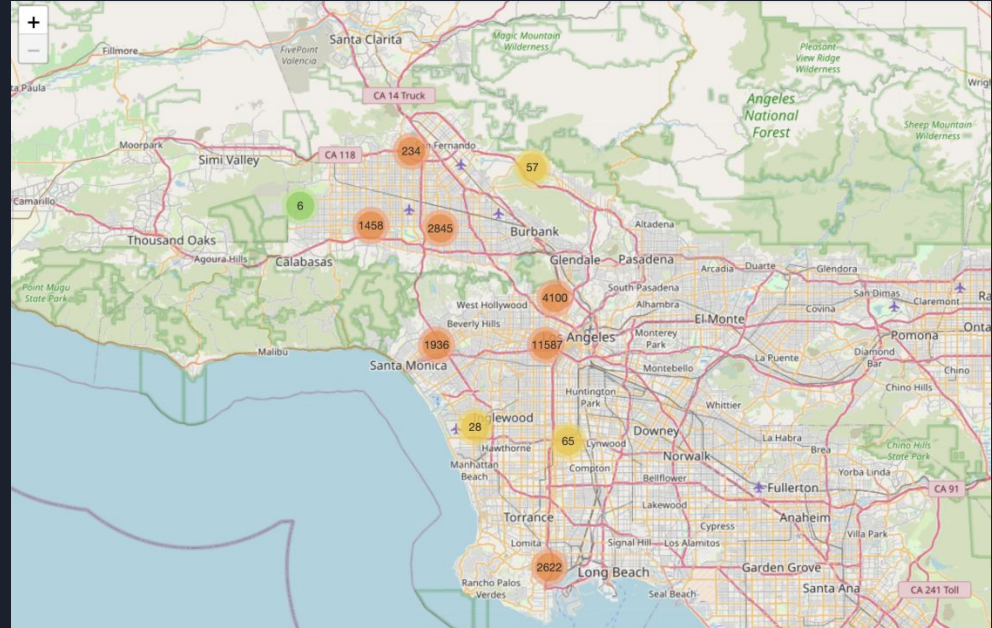 +
−
Santa Clarita
Magic Mountain
Wilderness
Pleasant
View Ridge
Wilderness
Fillmore
FivePoint
Valencia
ta Paula
CA 14 Truck
Angeles
National
Forest
Sheep Mountain
Wilderness
Moorpark
Simi Valley
CA 118
234
n Fernando
57
Camarillo
6
1458
2845
Burbank
Altadena
Thousand Oaks
Agoura Hills
Calabasas
Glendale
Pasadena
Arcadia
Duarte
Glendora
Point Mugu
State Park
South Pasadena
San Dimas
Claremont
West Hollywood
4100
Alhambra
El Monte
Covina
Beverly Hills
Angeles
Monterey
Park
Pomona
Onta
1936
11587
Malibu
Santa Monica
Montebello
La Puente
Diamond
Bar
Chino
Huntington
Park
Chino Hills
Whittier
28
nglewood
65
Lynwood
Downey
La Habra
Brea
Chino Hills
State Park
Hawthorne
Norwalk
Manhattan
Beach
Compton
Bellflower
Yorba Linda
Fullerton
CA 91
Torrance
Lakewood
Cypress
Anaheim
Villa Park
Lomita
Signal Hill
Los Alamitos
2622
Long Beach
Garden Grove
Rancho Palos
Verdes
Seal Beach
Santa Ana
CA 241 Toll